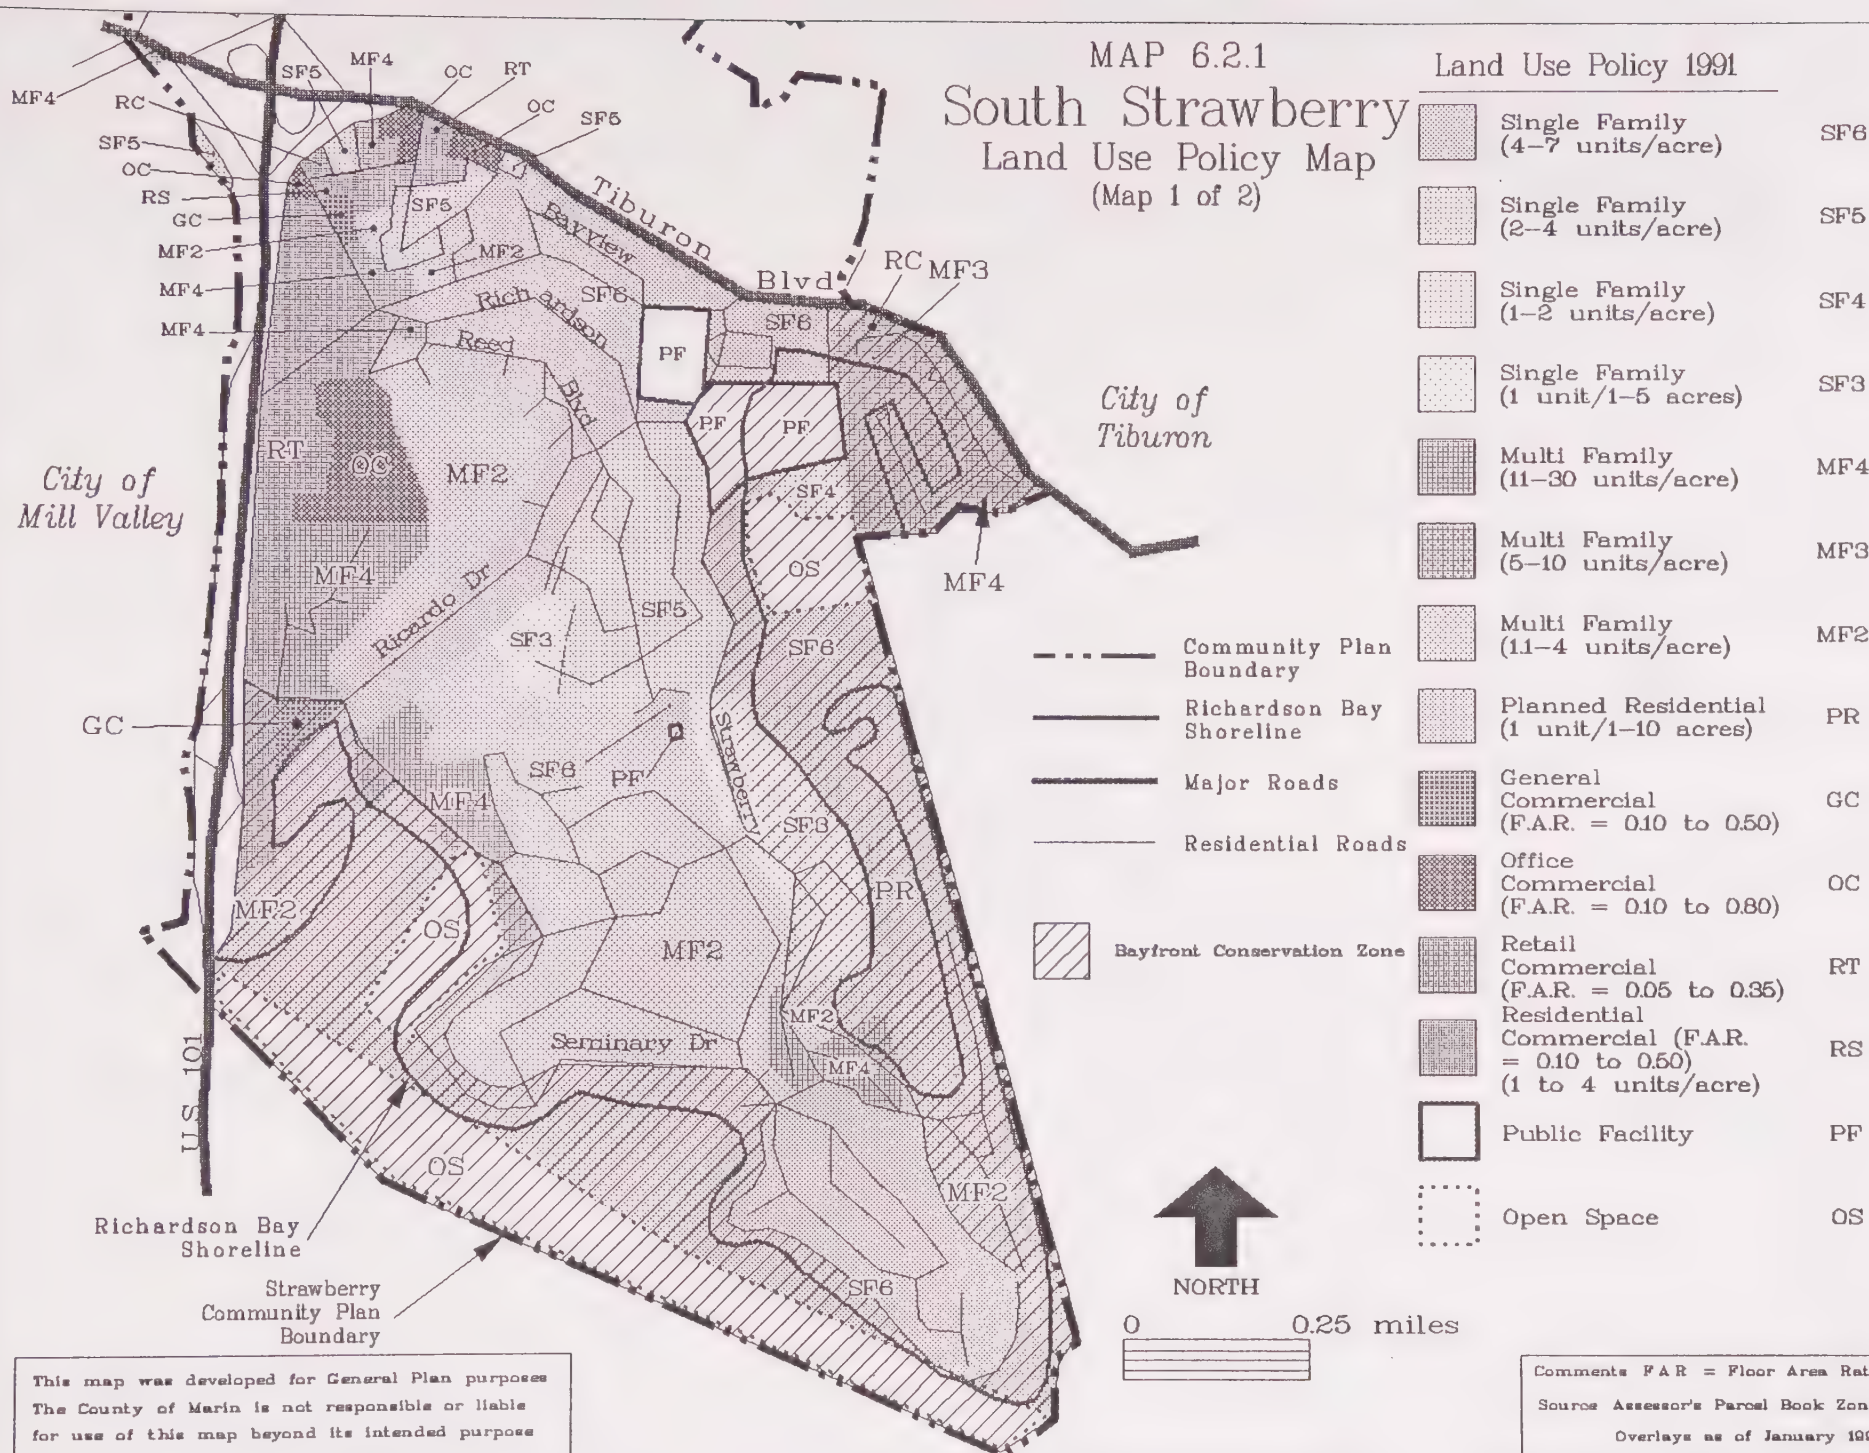 MAP 6.2.1
South Strawberry
Land Use Policy Map
(Map 1 of 2)
Land Use Policy 1991
Single Family
(4-7 units/acre)
SF6
Single Family
(2-4 units/acre)
SF5
Single Family
(1-2 units/acre)
SF4
Single Family
(1 unit/1-5 acres)
SF3
Multi Family
(11-30 units/acre)
MF4
Multi Family
(5-10 units/acre)
MF3
Multi Family
(1.1-4 units/acre)
MF2
Planned Residential
(1 unit/1-10 acres)
PR
General
Commercial
(F.A.R. = 0.10 to 0.50)
GC
Office
Commercial
(F.A.R. = 0.10 to 0.80)
OC
Retail
Commercial
(F.A.R. = 0.05 to 0.35)
RT
Residential
Commercial (F.A.R.
= 0.10 to 0.50)
(1 to 4 units/acre)
RS
Public Facility
PF
Open Space
OS
MF4
RC
SF5
MF4
OC
RT
OC
SF5
SF5
OC
RS
GC
MF2
MF4
MF4
SF5
MF2
Bayview
Tiburon
Blvd
SF6
Richardson
Reed
Blvd
PF
SF6
RC
MF3
City of
Tiburon
City of
Mill Valley
RT
OC
MF2
PF
PF
SF4
OS
MF4
MF4
Ricardo Dr
SF3
SF5
SF6
GC
Strawberry
SF6
PF
MF4
SF3
PR
MF2
OS
MF2
MF2
MF4
Seminary Dr
U S 101
OS
MF2
SF6
Community Plan
Boundary
Richardson Bay
Shoreline
Major Roads
Residential Roads
Bayfront Conservation Zone
Richardson Bay
Shoreline
Strawberry
Community Plan
Boundary
NORTH
0 0.25 miles
This map was developed for General Plan purposes
The County of Marin is not responsible or liable
for use of this map beyond its intended purpose
Comments F A R = Floor Area Rat
Source Assessor's Parcel Book Zon
Overlays as of January 19